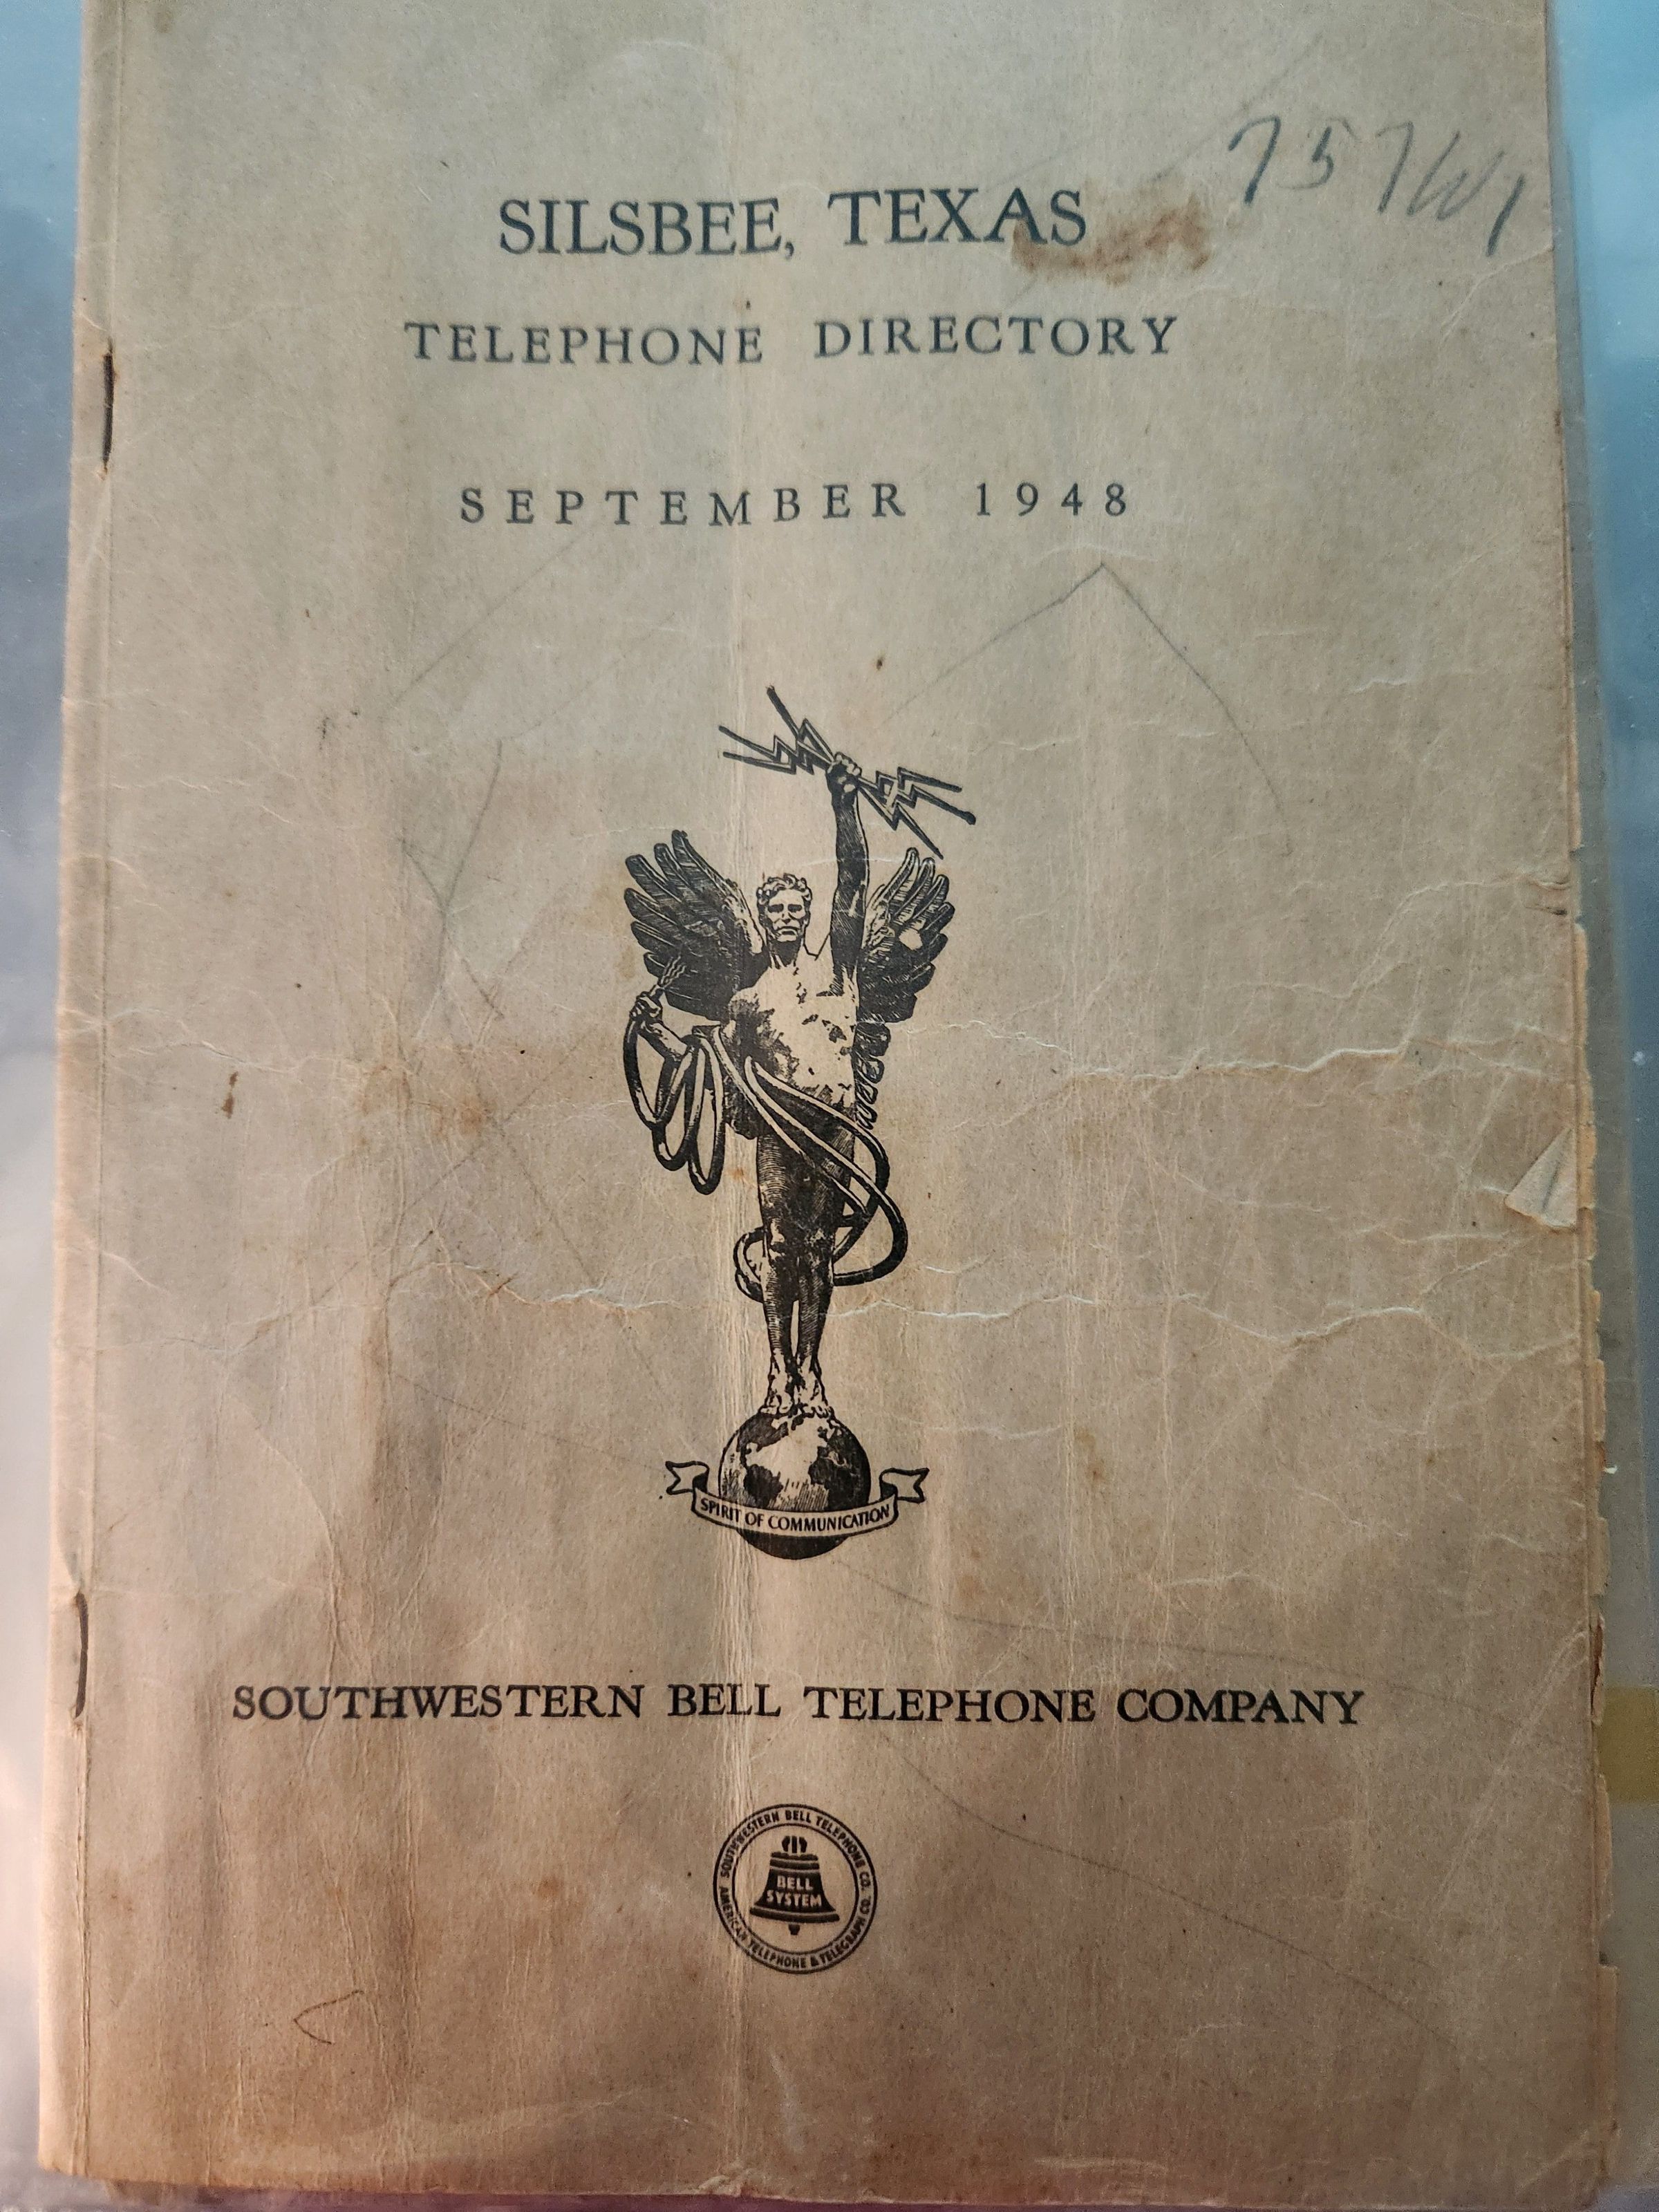 757W1
SILSBEE, TEXAS
TELEPHONE DIRECTORY
SEPTEMBER 1948
SPIRIT OF COMMUNICATION
SOUTHWESTERN BELL TELEPHONE COMPANY
SOUTHWESTERN BELL TELEPHONE CO.
BELL
SYSTEM
AMERICAN TELEPHONE & TELEGRAPH CO.